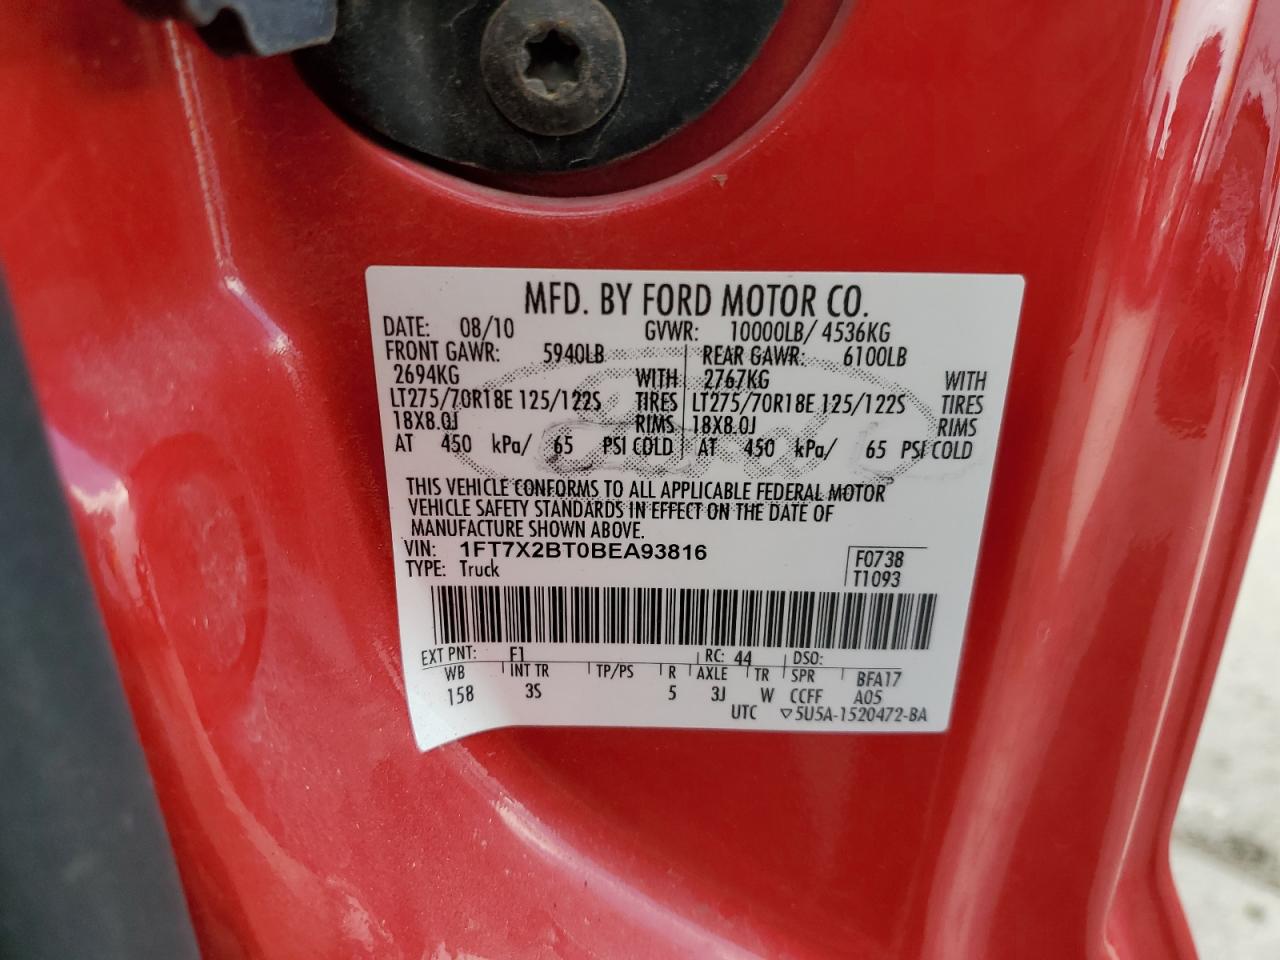 MFD. BY FORD MOTOR CO.
DATE: 08/10 GVWR: 10000LB/ 4536KG
FRONT GAWR: 5940LB REAR GAWR: 6100LB
2694KG WITH 2767KG WITH
LT275/70R18E 125/122S TIRES LT275/70R18E 125/122S TIRES
18X8.0J RIMS 18X8.0J RIMS
AT 450 kPa/ 65 PSI COLD AT 450 kPa/ 65 PSI COLD
THIS VEHICLE CONFORMS TO ALL APPLICABLE FEDERAL MOTOR
VEHICLE SAFETY STANDARDS IN EFFECT ON THE DATE OF
MANUFACTURE SHOWN ABOVE.
VIN: 1FT7X2BT0BEA93816 F0738
TYPE: Truck T1093
EXT PNT: F1 RC: 44 DSO:
WB INT TR TP/PS R AXLE TR SPR BFA17
158 3S 5 3J W CCFF A05
UTC ▽5U5A-1520472-BA